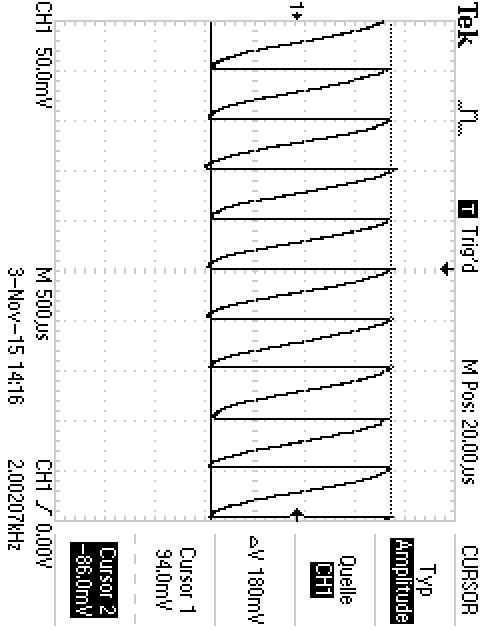 Tek
T Trig'd
M Pos: 20.00µs
CURSOR
Typ
Amplitude
Quelle
CH1
ΔV 180mV
Cursor 1
94.0mV
Cursor 2
-86.0mV
1
CH1 50.0mV
M 500µs
CH1 / 0.00V
3-Nov-15 14:16
2.00207kHz